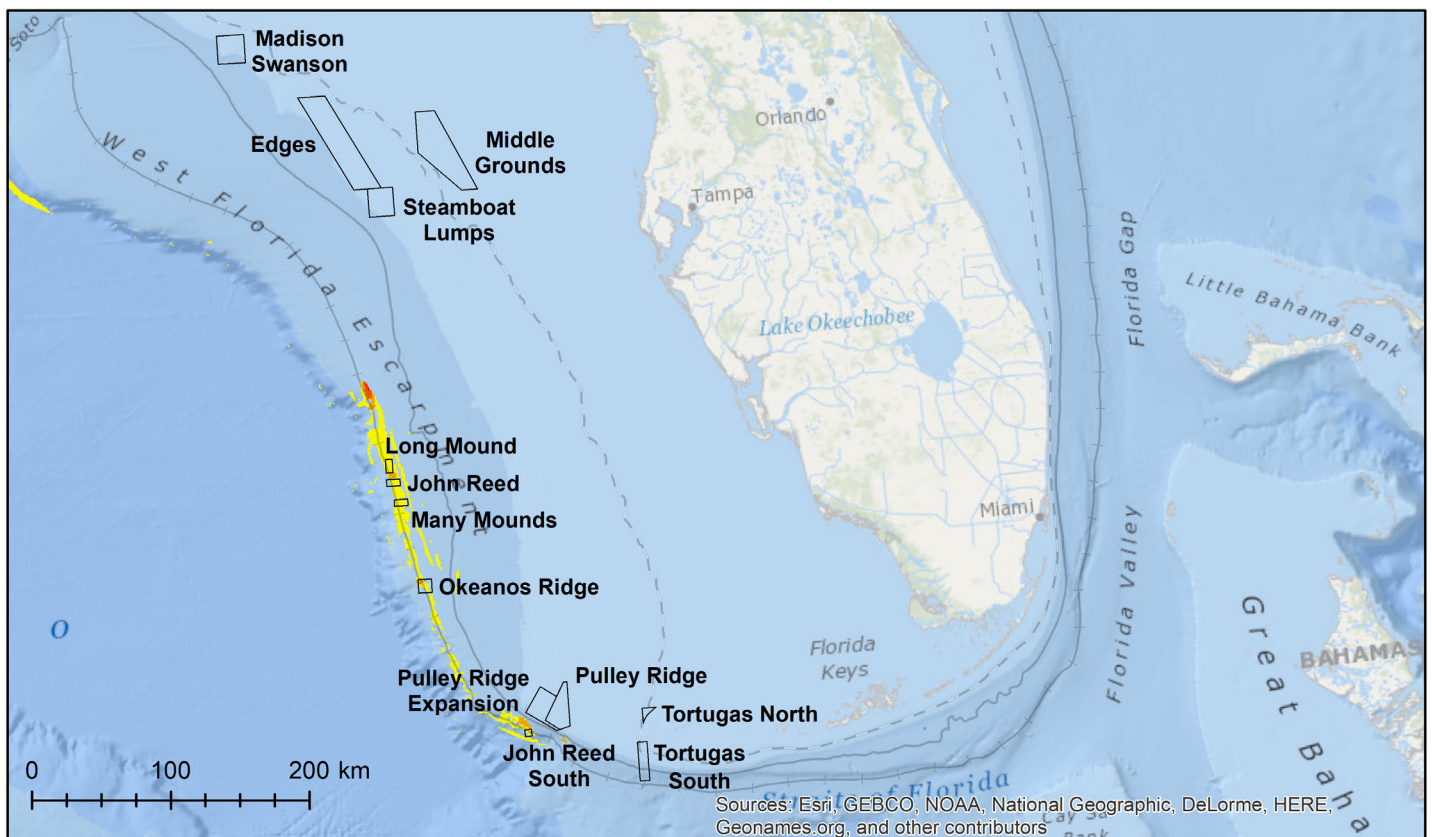 Soto
Madison
Swanson
Edges
Middle
Grounds
Steamboat
Lumps
West Florida Escarpment
Orlando
Tampa
Lake Okeechobee
Miami
Florida Gap
Little Bahama Bank
Long Mound
John Reed
Many Mounds
Okeanos Ridge
O
Florida Valley
Great Baha
BAHAMAS
Florida
Keys
Pulley Ridge
Expansion
Pulley Ridge
Tortugas North
John Reed
South
Tortugas
South
Straits of Florida
0 100 200 km
Sources: Esri, GEBCO, NOAA, National Geographic, DeLorme, HERE,
Geonames.org, and other contributors
Cay Sa
Bank